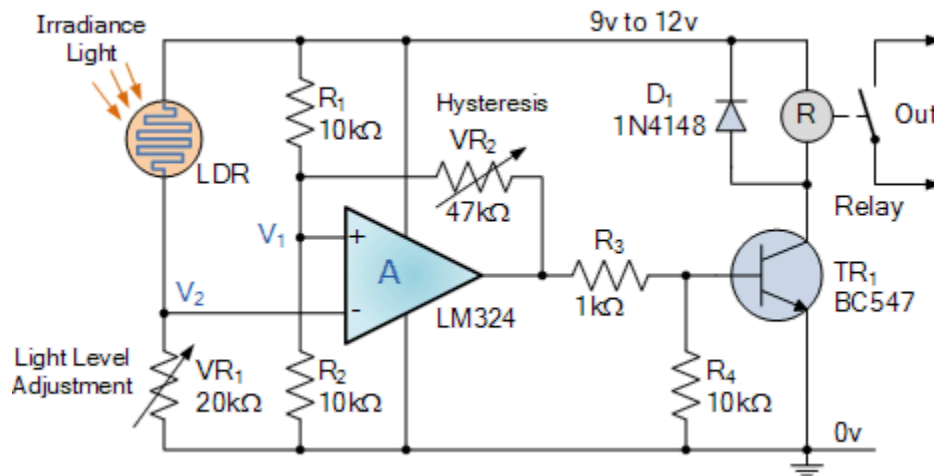 Irradiance
Light
9v to 12v
R1
10kΩ
Hysteresis
VR2
47kΩ
D1
1N4148
R
Out
LDR
Relay
V1
+
A
R3
1kΩ
TR1
BC547
V2
-
LM324
Light Level
Adjustment
VR1
20kΩ
R2
10kΩ
R4
10kΩ
0v